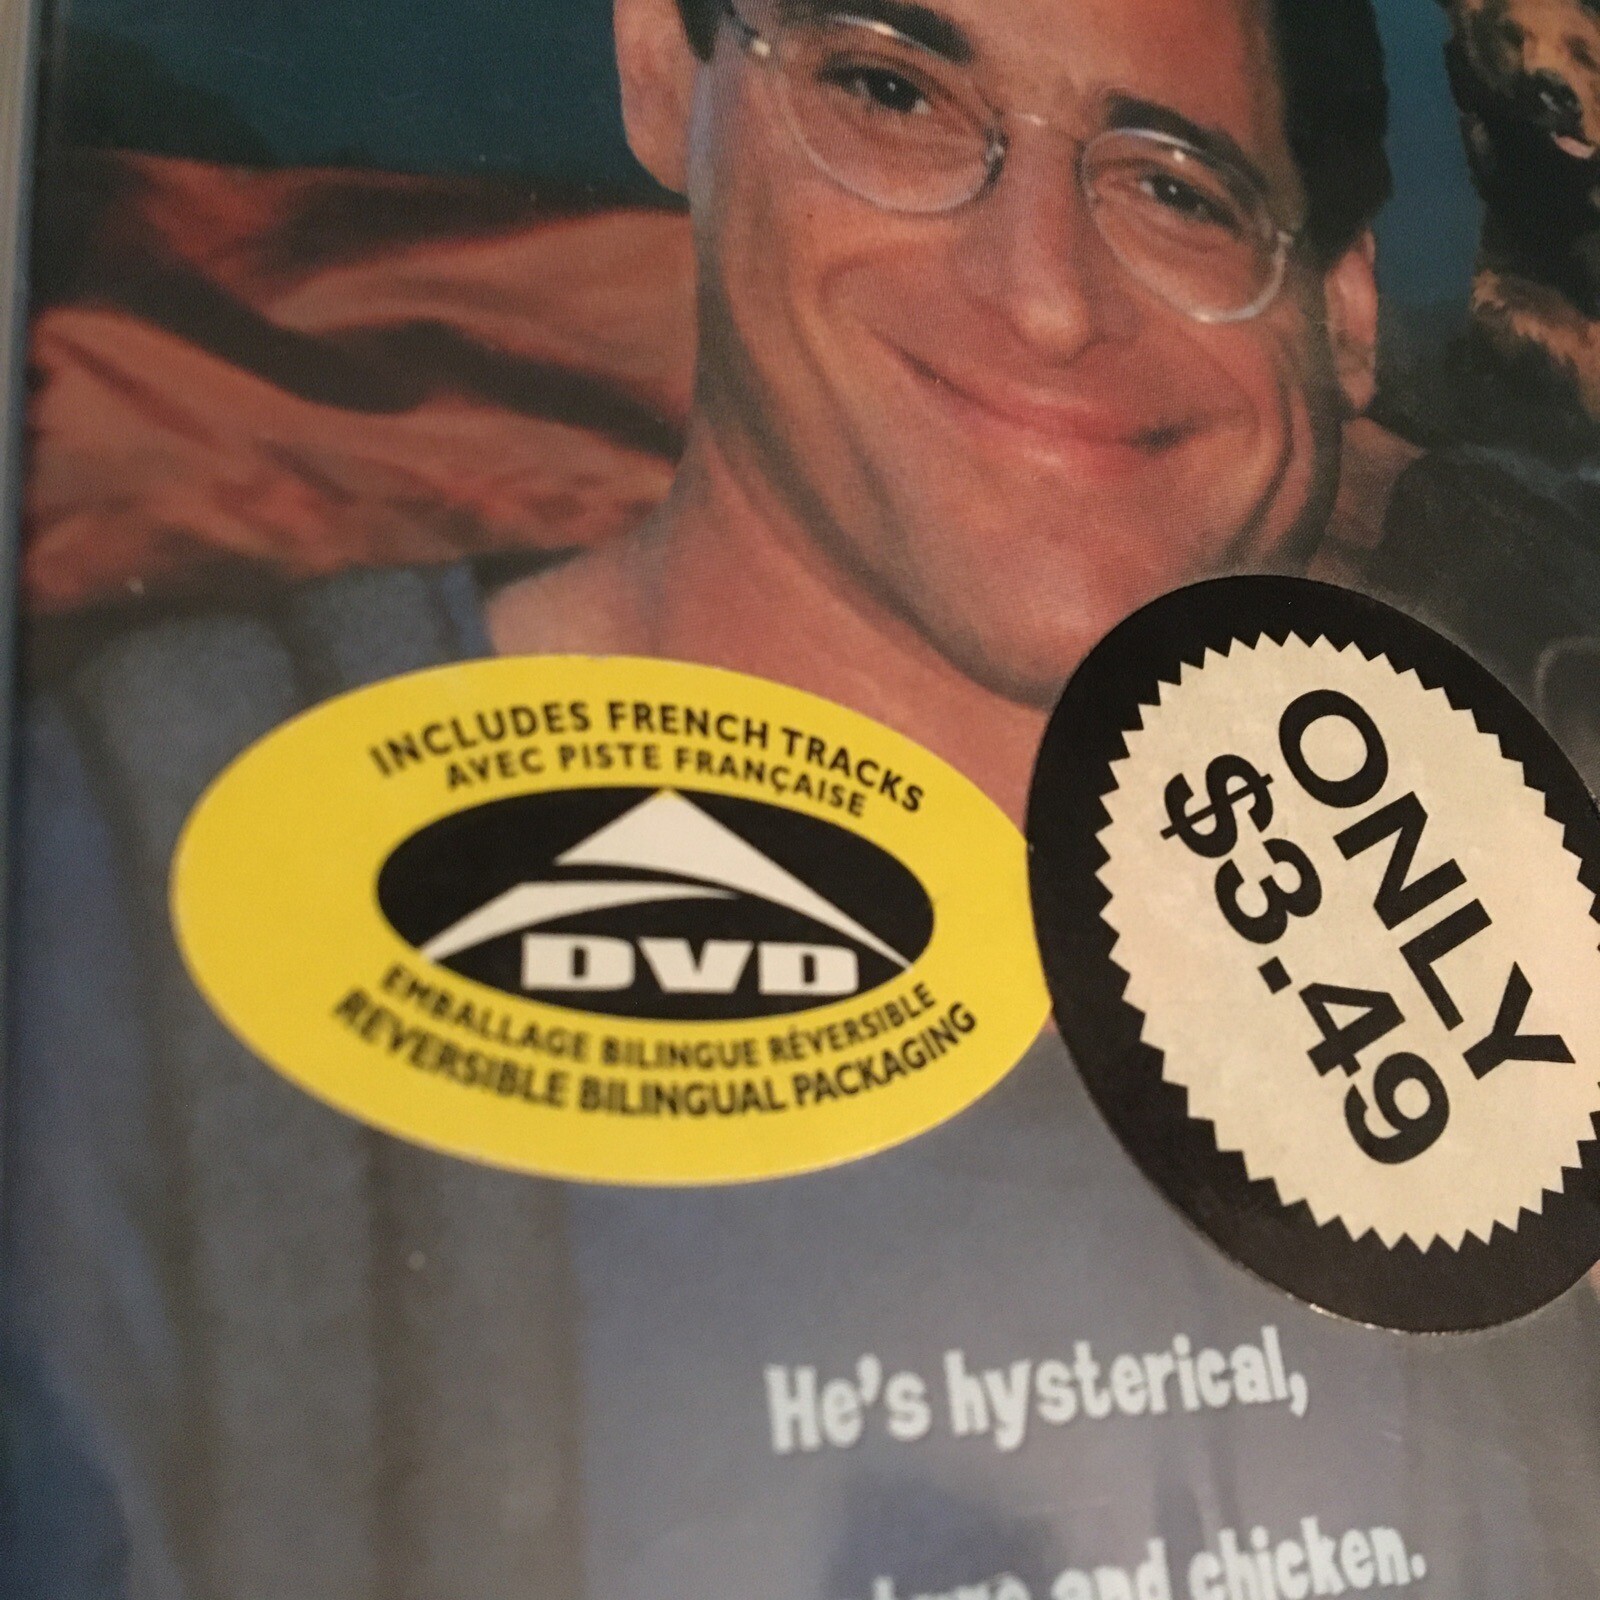 INCLUDES FRENCH TRACKS
AVEC PISTE FRANÇAISE
DVD
EMBALLAGE BILINGUE RÉVERSIBLE
REVERSIBLE BILINGUAL PACKAGING
ONLY
$3.49
He's hysterical,
and chicken.